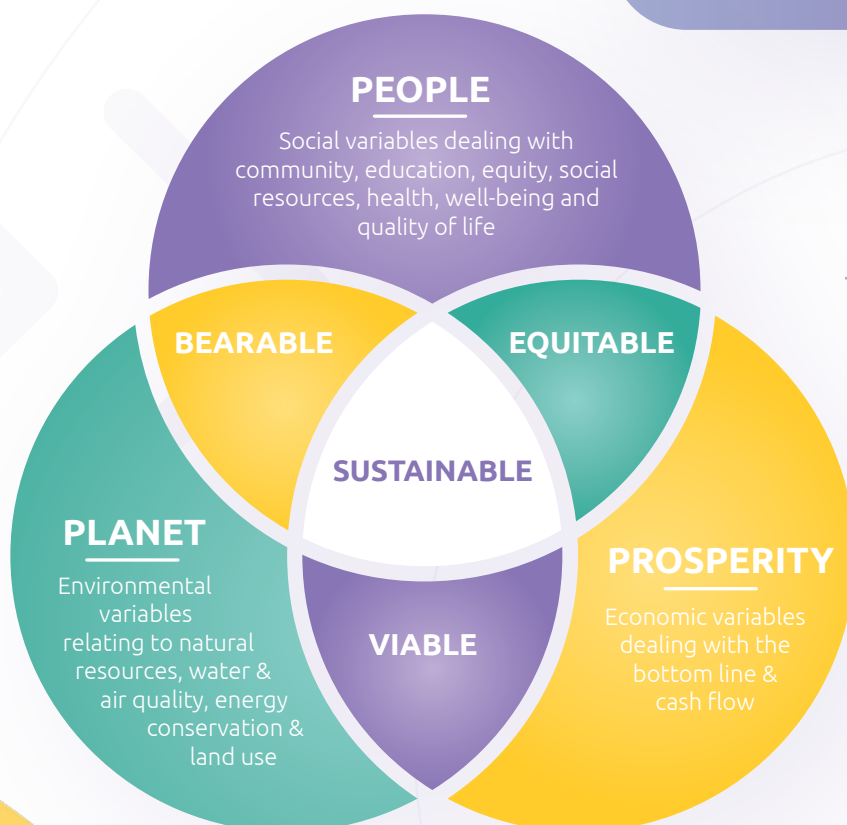 PEOPLE
Social variables dealing with
community, education, equity, social
resources, health, well-being and
quality of life
BEARABLE
EQUITABLE
SUSTAINABLE
PLANET
Environmental
variables
relating to natural
resources, water &
air quality, energy
conservation &
land use
PROSPERITY
Economic variables
dealing with the
bottom line &
cash flow
VIABLE